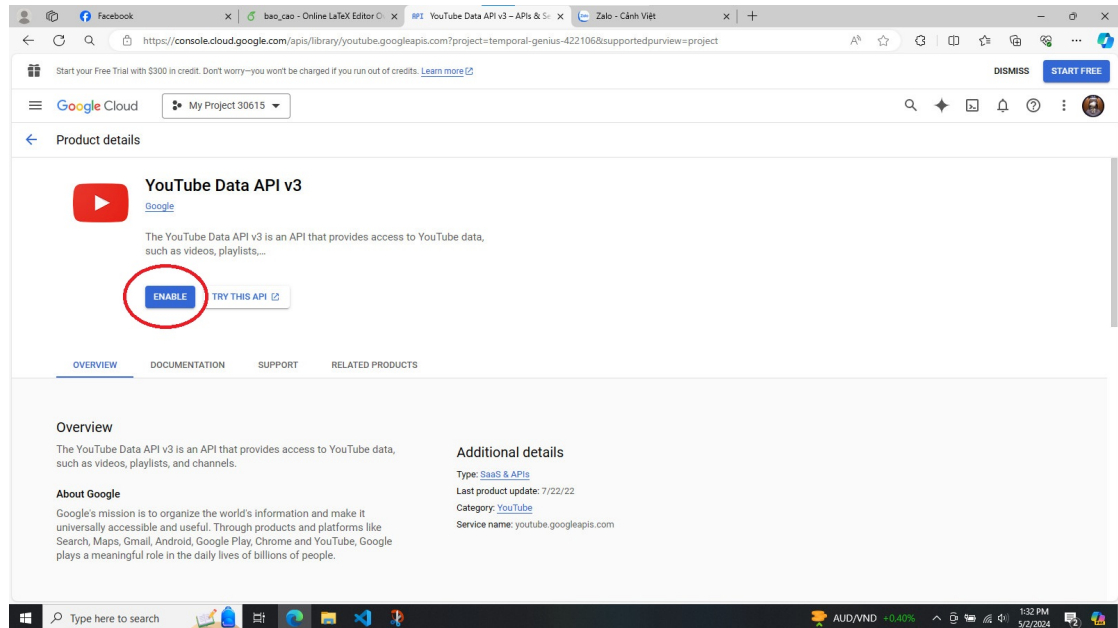 Facebook
bao_cao - Online LaTeX Editor O
API YouTube Data API v3 – APIs & Se
Zalo - Cảnh Việt
https://console.cloud.google.com/apis/library/youtube.googleapis.com?project=temporal-genius-422106&supportedpurview=project
Start your Free Trial with $300 in credit. Don't worry—you won't be charged if you run out of credits. Learn more
DISMISS
START FREE
Google Cloud
My Project 30615
Product details
YouTube Data API v3
Google
The YouTube Data API v3 is an API that provides access to YouTube data,
such as videos, playlists,...
ENABLE
TRY THIS API
OVERVIEW
DOCUMENTATION
SUPPORT
RELATED PRODUCTS
Overview
The YouTube Data API v3 is an API that provides access to YouTube data,
such as videos, playlists, and channels.
About Google
Google's mission is to organize the world's information and make it
universally accessible and useful. Through products and platforms like
Search, Maps, Gmail, Android, Google Play, Chrome and YouTube, Google
plays a meaningful role in the daily lives of billions of people.
Additional details
Type: SaaS & APIs
Last product update: 7/22/22
Category: YouTube
Service name: youtube.googleapis.com
Type here to search
AUD/VND +0.40%
1:32 PM
5/2/2024
2